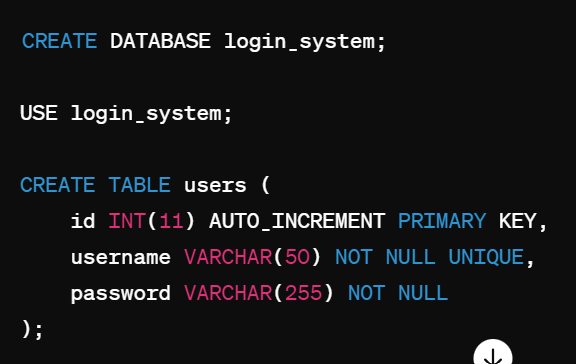 CREATE DATABASE login_system;
USE login_system;
CREATE TABLE users (
    id INT(11) AUTO_INCREMENT PRIMARY KEY,
    username VARCHAR(50) NOT NULL UNIQUE,
    password VARCHAR(255) NOT NULL
);